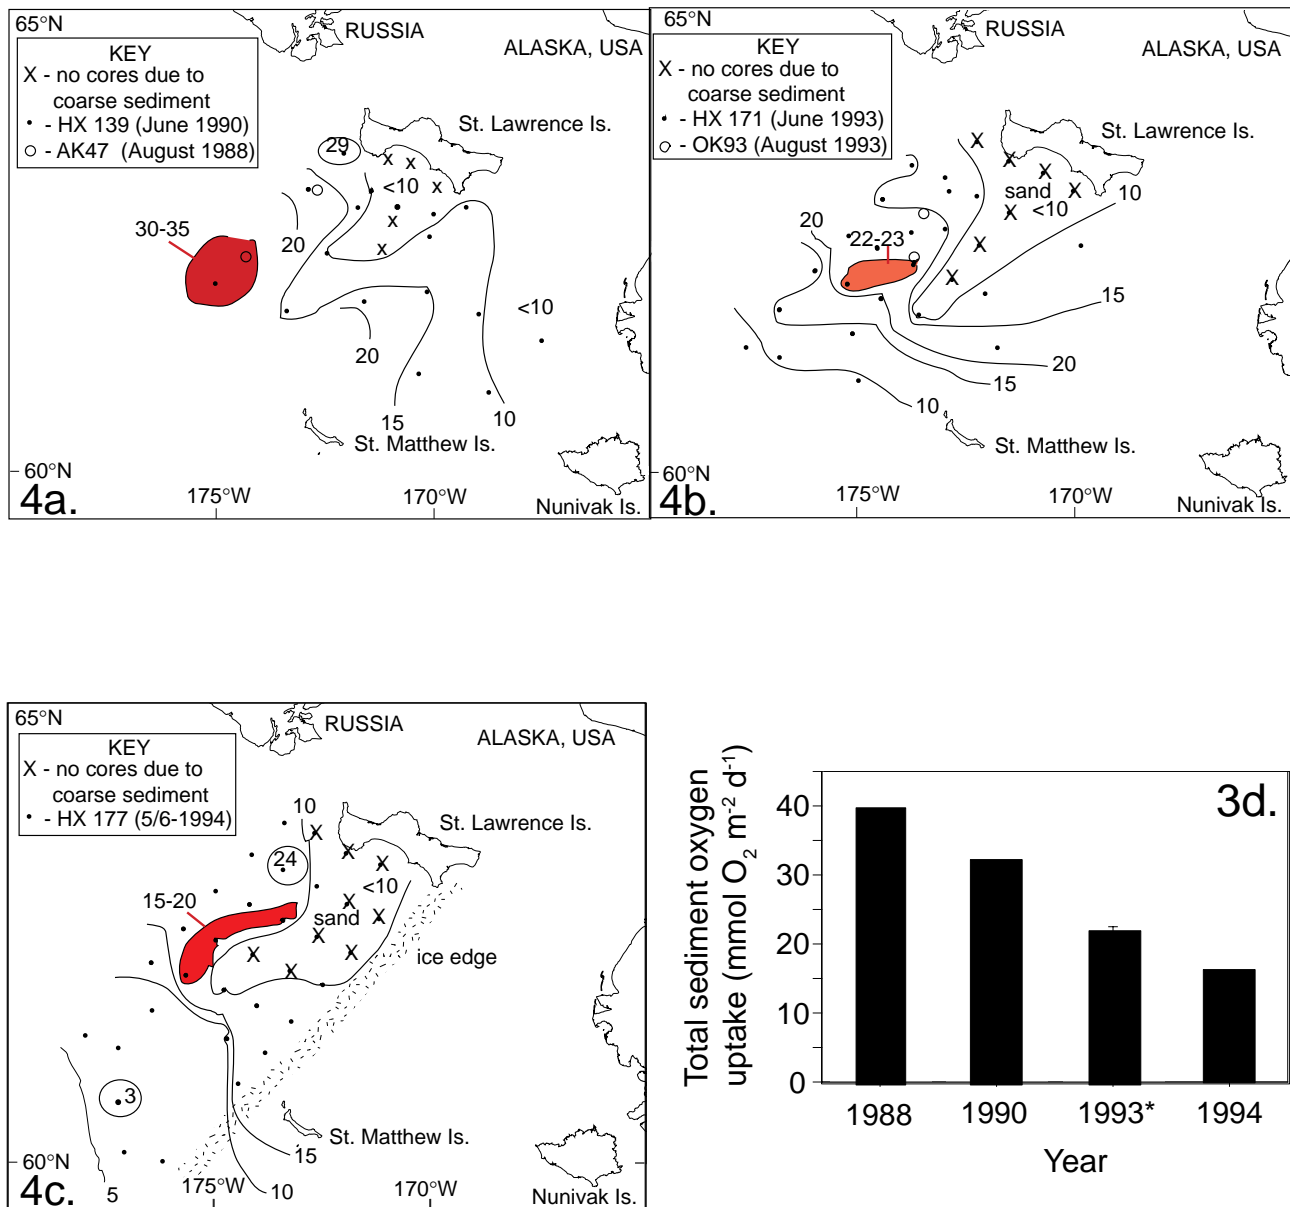 65°N
RUSSIA
ALASKA, USA
KEY
X - no cores due to
coarse sediment
• - HX 139 (June 1990)
○ - AK47 (August 1988)
St. Lawrence Is.
29
X
X
X
<10
X
X
30-35
20
<10
20
15
10
St. Matthew Is.
60°N
175°W
170°W
4a.
Nunivak Is.
65°N
RUSSIA
ALASKA, USA
KEY
X - no cores due to
coarse sediment
• - HX 171 (June 1993)
○ - OK93 (August 1993)
St. Lawrence Is.
X
X
X
X
sand
<10
X
10
20
22-23
X
X
15
20
15
10
St. Matthew Is.
60°N
175°W
170°W
4b.
Nunivak Is.
65°N
RUSSIA
ALASKA, USA
KEY
X - no cores due to
coarse sediment
• - HX 177 (5/6-1994)
10
St. Lawrence Is.
X
X
X
24
<10
15-20
X
X
sand
X
X
X
X
ice edge
3
St. Matthew Is.
15
60°N
5
175°W
10
170°W
4c.
Nunivak Is.
3d.
Total sediment oxygen
uptake (mmol O₂ m⁻² d⁻¹)
40
30
20
10
0
1988
1990
1993*
1994
Year